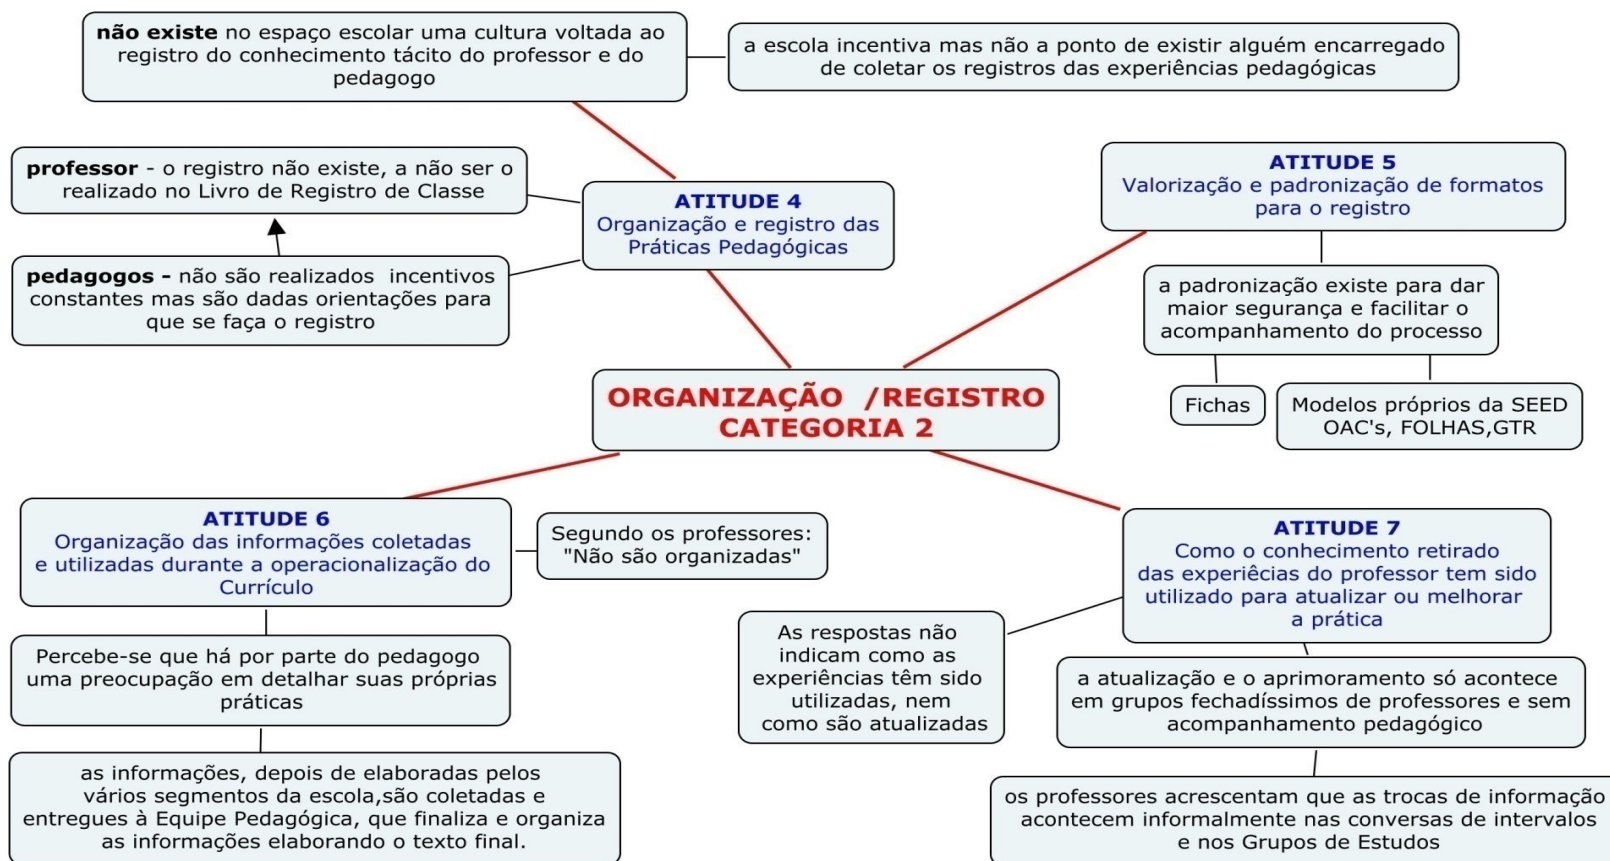 não existe no espaço escolar uma cultura voltada ao
registro do conhecimento tácito do professor e do
pedagogo
a escola incentiva mas não a ponto de existir alguém encarregado
de coletar os registros das experiências pedagógicas
professor - o registro não existe, a não ser o
realizado no Livro de Registro de Classe
pedagogos - não são realizados incentivos
constantes mas são dadas orientações para
que se faça o registro
ATITUDE 4
Organização e registro das
Práticas Pedagógicas
ATITUDE 5
Valorização e padronização de formatos
para o registro
a padronização existe para dar
maior segurança e facilitar o
acompanhamento do processo
Fichas
Modelos próprios da SEED
OAC's, FOLHAS,GTR
ORGANIZAÇÃO /REGISTRO
CATEGORIA 2
ATITUDE 6
Organização das informações coletadas
e utilizadas durante a operacionalização do
Currículo
Segundo os professores:
"Não são organizadas"
Percebe-se que há por parte do pedagogo
uma preocupação em detalhar suas próprias
práticas
as informações, depois de elaboradas pelos
vários segmentos da escola,são coletadas e
entregues à Equipe Pedagógica, que finaliza e organiza
as informações elaborando o texto final.
ATITUDE 7
Como o conhecimento retirado
das experiêcias do professor tem sido
utilizado para atualizar ou melhorar
a prática
As respostas não
indicam como as
experiências têm sido
utilizadas, nem
como são atualizadas
a atualização e o aprimoramento só acontece
em grupos fechadíssimos de professores e sem
acompanhamento pedagógico
os professores acrescentam que as trocas de informação
acontecem informalmente nas conversas de intervalos
e nos Grupos de Estudos